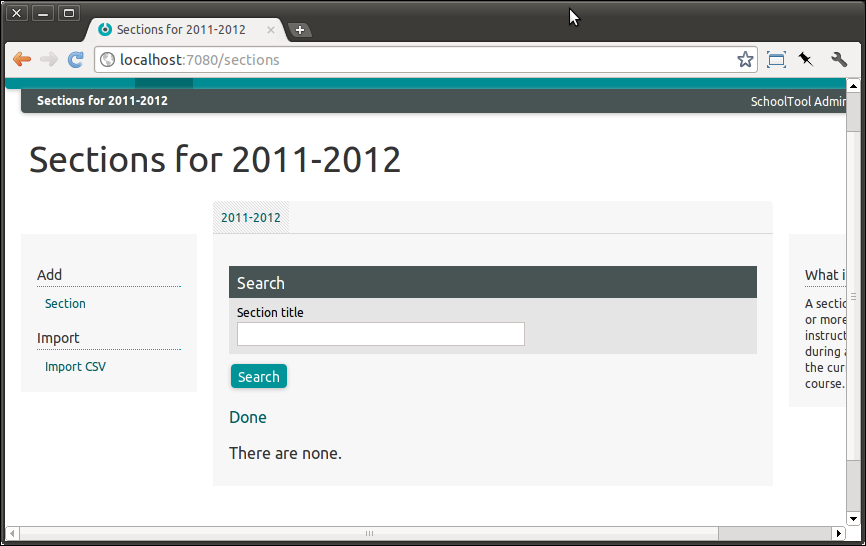 Sections for 2011-2012
localhost:7080/sections
Sections for 2011-2012
SchoolTool Admin
Sections for 2011-2012
2011-2012
Add
Section
Import
Import CSV
Search
Section title
Search
Done
There are none.
What i
A sectio
or more
instruct
during a
the cur
course.